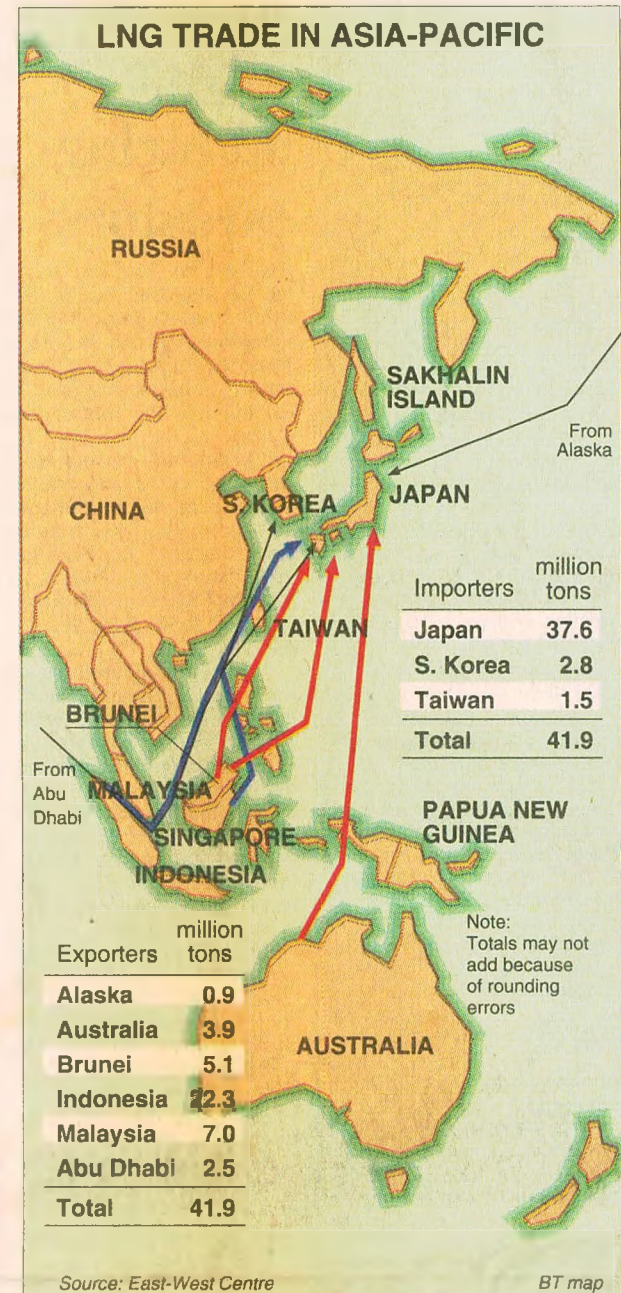 LNG TRADE IN ASIA-PACIFIC
RUSSIA
SAKHALIN
ISLAND
From
Alaska
CHINA
S. KOREA
JAPAN
TAIWAN
Importers million tons
Japan 37.6
S. Korea 2.8
Taiwan 1.5
Total 41.9
BRUNEI
From
Abu
Dhabi
MALAYSIA
SINGAPORE
INDONESIA
PAPUA NEW
GUINEA
Note:
Totals may not
add because
of rounding
errors
Exporters million tons
Alaska 0.9
Australia 3.9
Brunei 5.1
Indonesia 22.3
Malaysia 7.0
Abu Dhabi 2.5
Total 41.9
AUSTRALIA
Source: East-West Centre
BT map